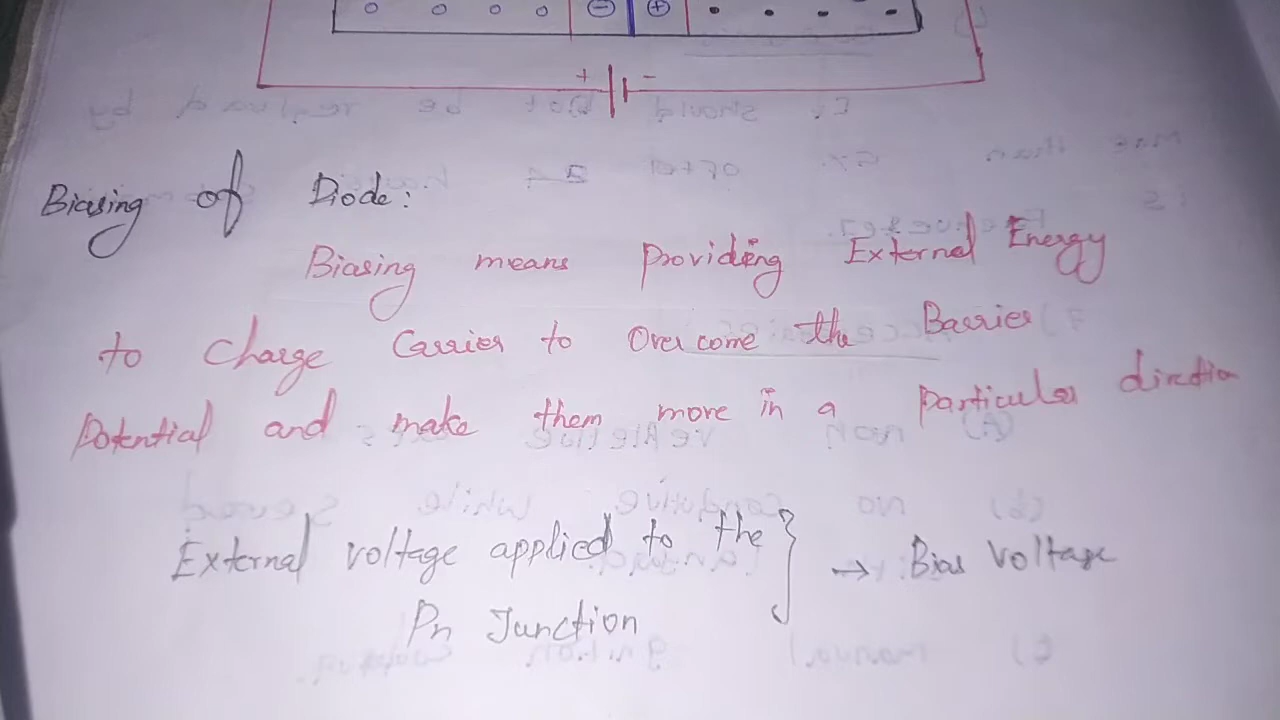 + -
Biasing of Diode:
Biasing means Providing External Energy
to charge Carrier to Overcome the Barrier
Potential and make them more in a particular direction
External voltage applied to the } → Bias Voltage
Pn Junction